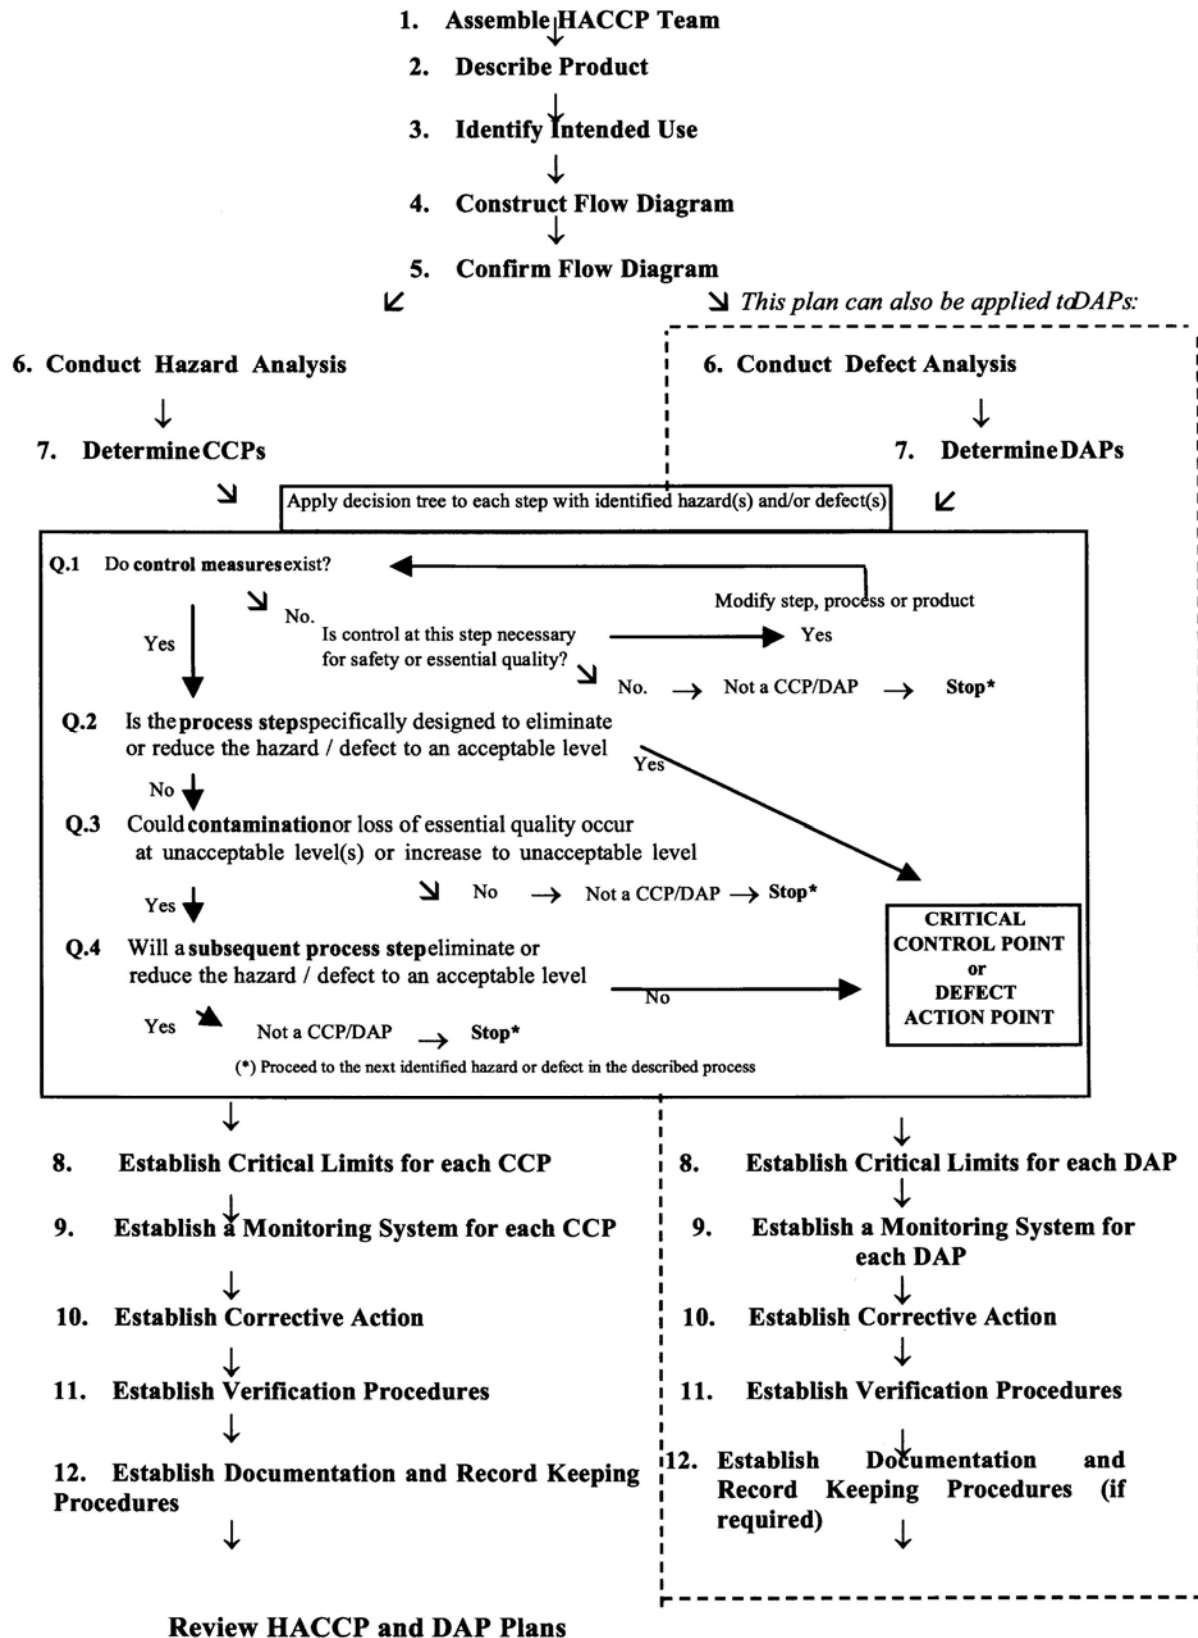 1. Assemble HACCP Team
2. Describe Product
3. Identify Intended Use
4. Construct Flow Diagram
5. Confirm Flow Diagram
This plan can also be applied to DAPs:
6. Conduct Hazard Analysis
6. Conduct Defect Analysis
7. Determine CCPs
7. Determine DAPs
Apply decision tree to each step with identified hazard(s) and/or defect(s)
Q.1 Do control measures exist?
Modify step, process or product
No.
Yes
Is control at this step necessary
for safety or essential quality?
Yes
No. → Not a CCP/DAP → Stop*
Q.2 Is the process step specifically designed to eliminate
or reduce the hazard / defect to an acceptable level
Yes
No
Q.3 Could contamination or loss of essential quality occur
at unacceptable level(s) or increase to unacceptable level
Yes
No → Not a CCP/DAP → Stop*
Q.4 Will a subsequent process step eliminate or
reduce the hazard / defect to an acceptable level
No
CRITICAL
CONTROL POINT
or
DEFECT
ACTION POINT
Yes
Not a CCP/DAP → Stop*
(*) Proceed to the next identified hazard or defect in the described process
8. Establish Critical Limits for each CCP
8. Establish Critical Limits for each DAP
9. Establish a Monitoring System for each CCP
9. Establish a Monitoring System for
each DAP
10. Establish Corrective Action
10. Establish Corrective Action
11. Establish Verification Procedures
11. Establish Verification Procedures
12. Establish Documentation and Record Keeping
Procedures
12. Establish Documentation and
Record Keeping Procedures (if
required)
Review HACCP and DAP Plans